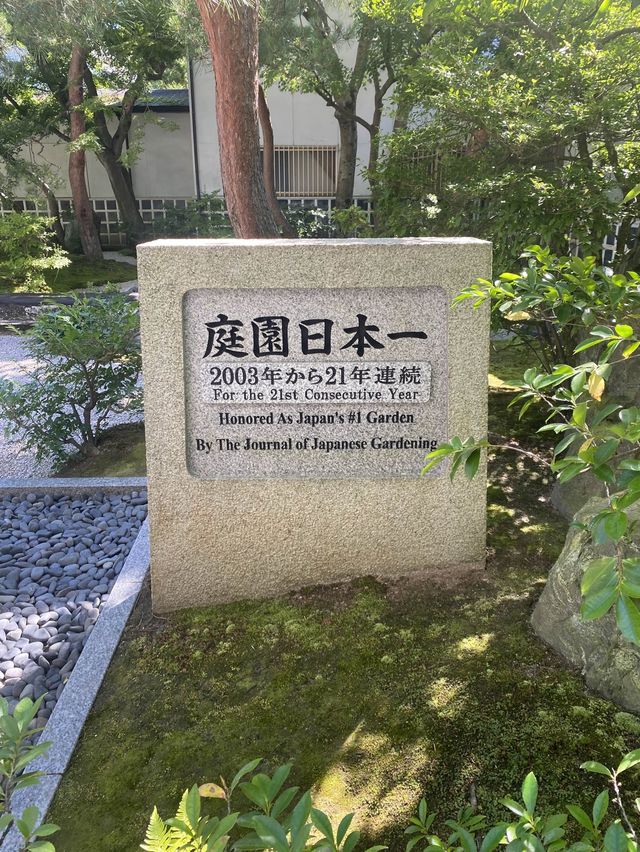 庭園日本一
2003年から21年連続
For the 21st Consecutive Year
Honored As Japan's #1 Garden
By The Journal of Japanese Gardening